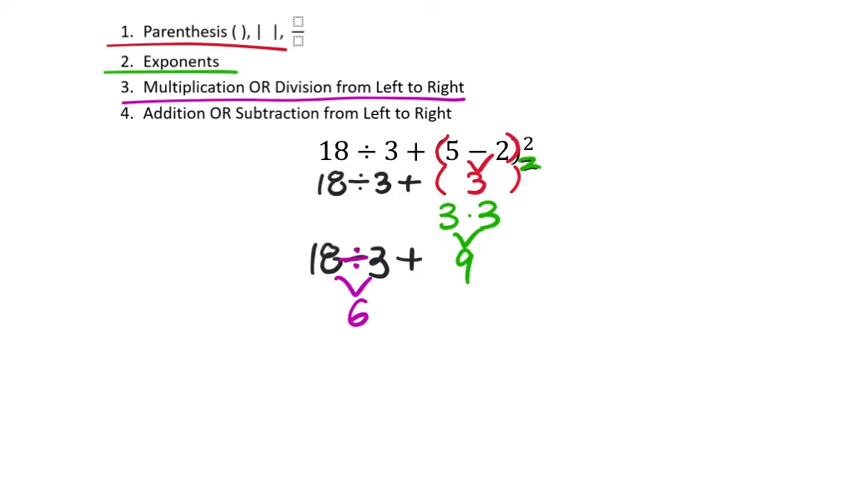 1. Parenthesis ( ), | |, □/□
2. Exponents
3. Multiplication OR Division from Left to Right
4. Addition OR Subtraction from Left to Right
18 ÷ 3 + (5 − 2)²
18 ÷ 3 + ( 3 )²
3 · 3
18 ÷ 3 + 9
6